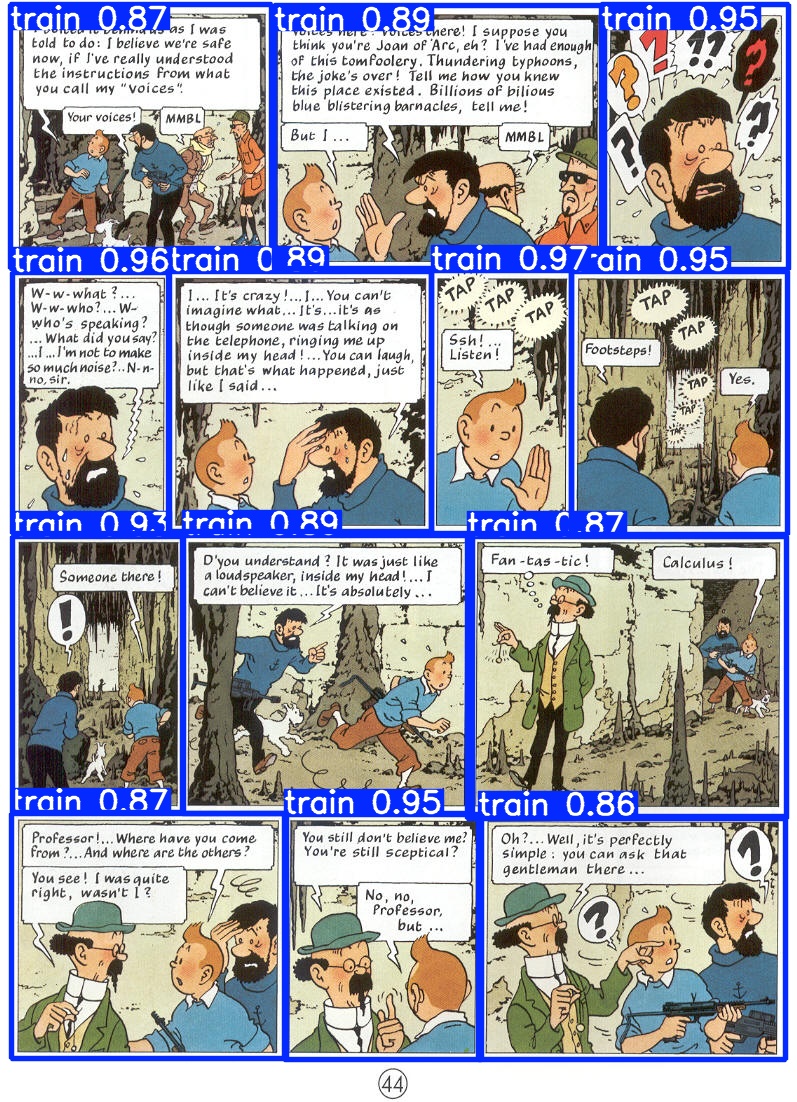 train 0.87
voiced it behind us as I was
told to do: I believe we're safe
now, if I've really understood
the instructions from what
you call my "voices".
Your voices!
MMBL
train 0.89
Voices here! Voices there! I suppose you
think you're Joan of Arc, eh? I've had enough
of this tomfoolery. Thundering typhoons,
the joke's over! Tell me how you knew
this place existed. Billions of bilious
blue blistering barnacles, tell me!
But I ...
MMBL
train 0.95
? ! ?? ? ? ?
train 0.96
W-w-what?...
W-w-who?... W-
who's speaking?
... What did you say?
...I... I'm not to make
so much noise?.. N-n-
no, sir.
train 0.89
I... It's crazy!...I...You can't
imagine what...It's...it's as
though someone was talking on
the telephone, ringing me up
inside my head!...You can laugh,
but that's what happened, just
like I said...
train 0.97
TAP
TAP
TAP
Ssh!...
Listen!
train 0.95
TAP
TAP
Footsteps!
TAP
Yes.
TAP
TAP
train 0.93
Someone there!
!
train 0.89
D'you understand? It was just like
a loudspeaker, inside my head!...I
can't believe it...It's absolutely...
train 0.87
Fan-tas-tic!
Calculus!
train 0.87
Professor!...Where have you come
from?...And where are the others?
You see! I was quite
right, wasn't I?
train 0.95
You still don't believe me?
You're still sceptical?
No, no,
Professor,
but ...
train 0.86
Oh?...Well, it's perfectly
simple: you can ask that
gentleman there ...
?
?
44